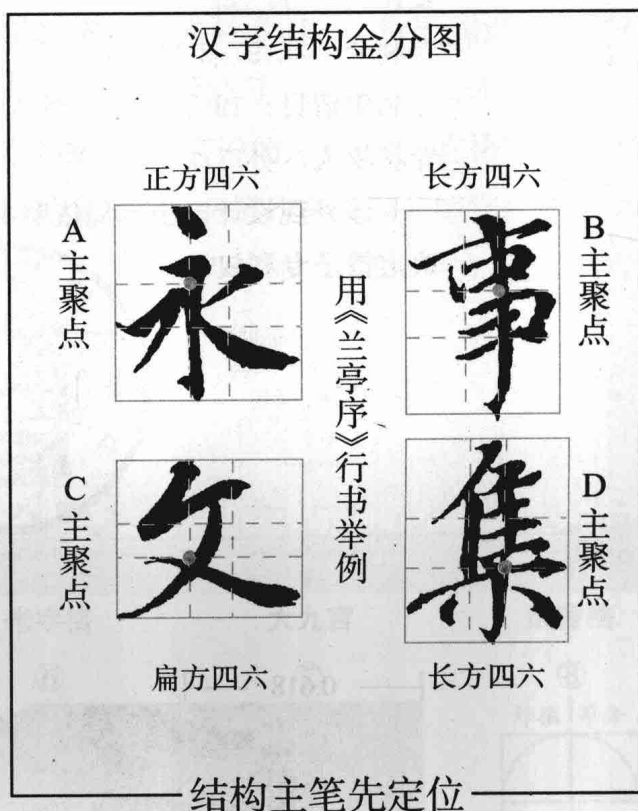 汉字结构金分图
正方四六
长方四六
A主聚点
永
事
B主聚点
用《兰亭序》行书举例
C主聚点
文
集
D主聚点
扁方四六
长方四六
结构主笔先定位
0.618